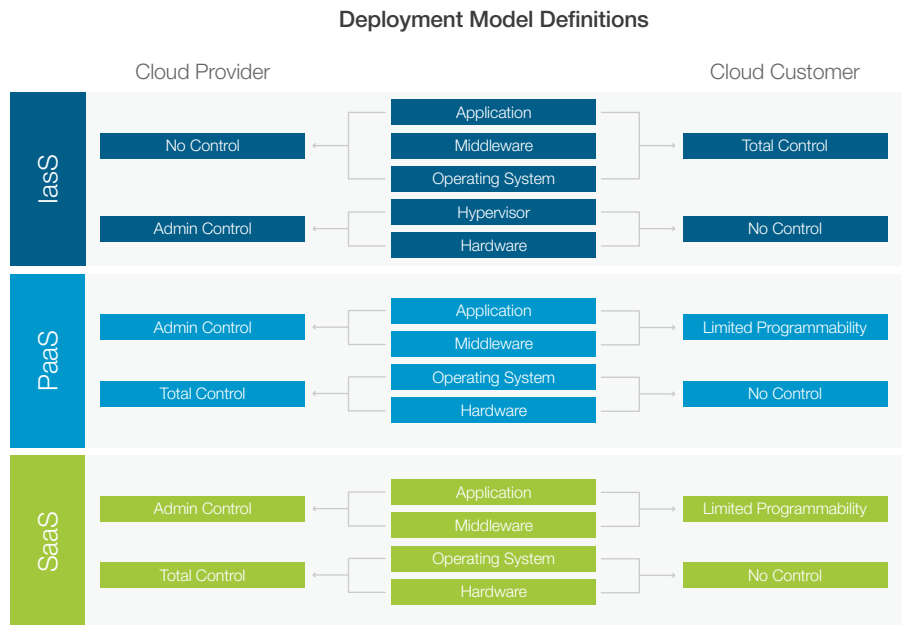 Deployment Model Definitions
Cloud Provider
Cloud Customer
IasS
Application
No Control
Middleware
Total Control
Operating System
Hypervisor
Admin Control
No Control
Hardware
PaaS
Application
Admin Control
Limited Programmability
Middleware
Operating System
Total Control
No Control
Hardware
SaaS
Application
Admin Control
Limited Programmability
Middleware
Operating System
Total Control
No Control
Hardware